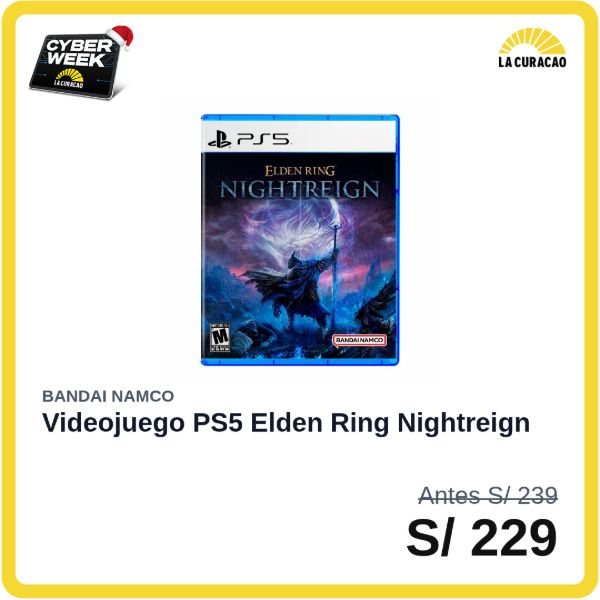 CYBER
WEEK
LA CURACAO
LA CURACAO
PS5
ELDEN RING
NIGHTREIGN
M
BANDAI NAMCO
BANDAI NAMCO
Videojuego PS5 Elden Ring Nightreign
Antes S/ 239
S/ 229